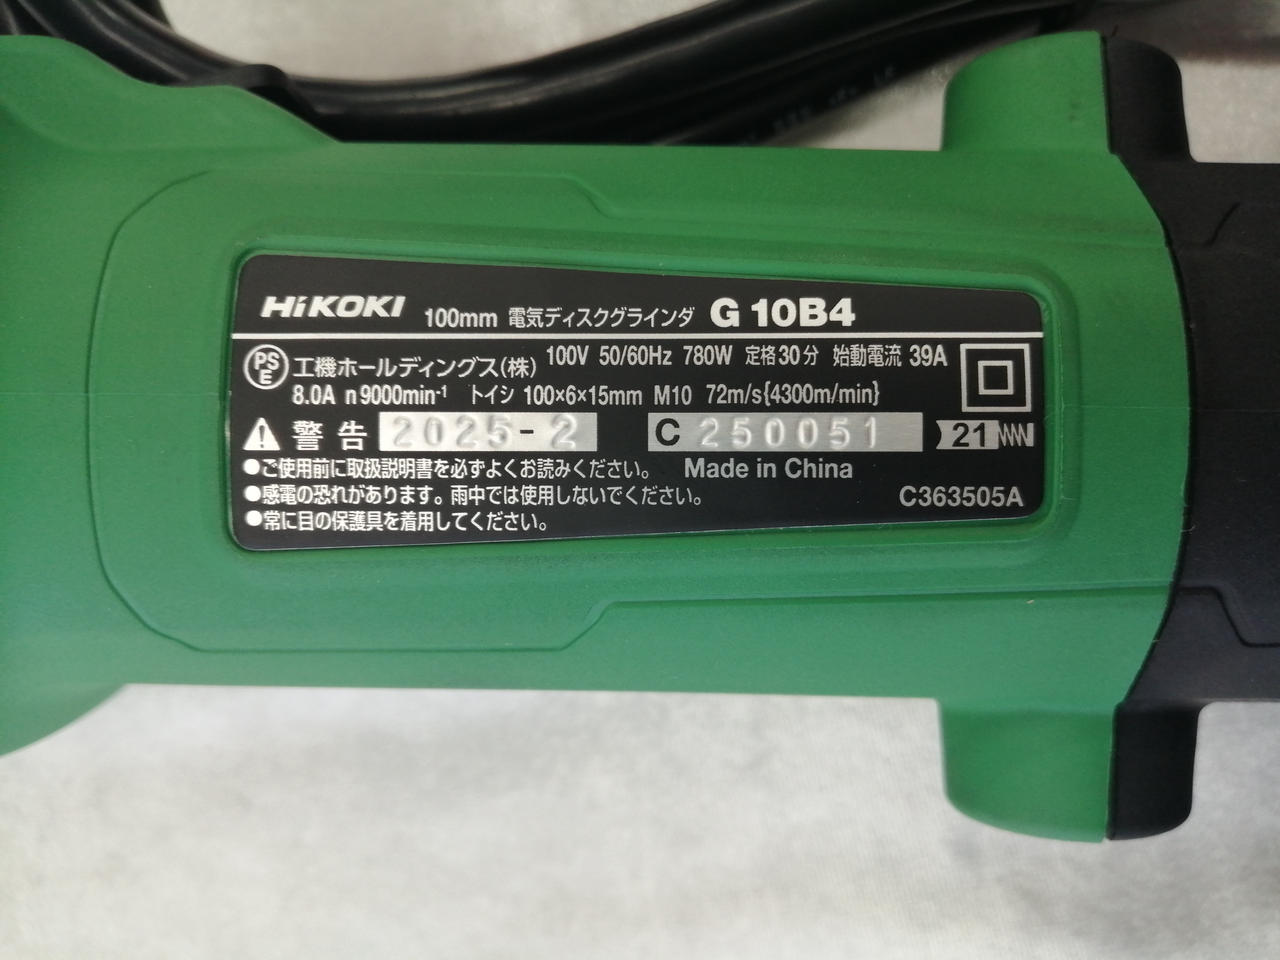 HiKOKI 100mm 電気ディスクグラインダ G 10B4
PS E 工機ホールディングス(株) 100V 50/60Hz 780W 定格30分 始動電流 39A
8.0A n 9000min-1 トイシ 100×6×15mm M10 72m/s{4300m/min}
警告 2025-2 C 250051 21
●ご使用前に取扱説明書を必ずよくお読みください。 Made in China
●感電の恐れがあります。雨中では使用しないでください。 C363505A
●常に目の保護具を着用してください。